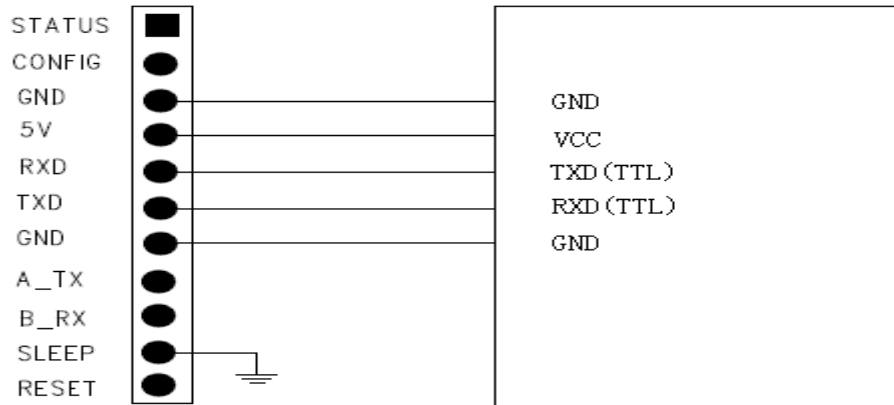 STATUS
CONFIG
GND
5V
RXD
TXD
GND
A_TX
B_RX
SLEEP
RESET
GND
VCC
TXD(TTL)
RXD(TTL)
GND